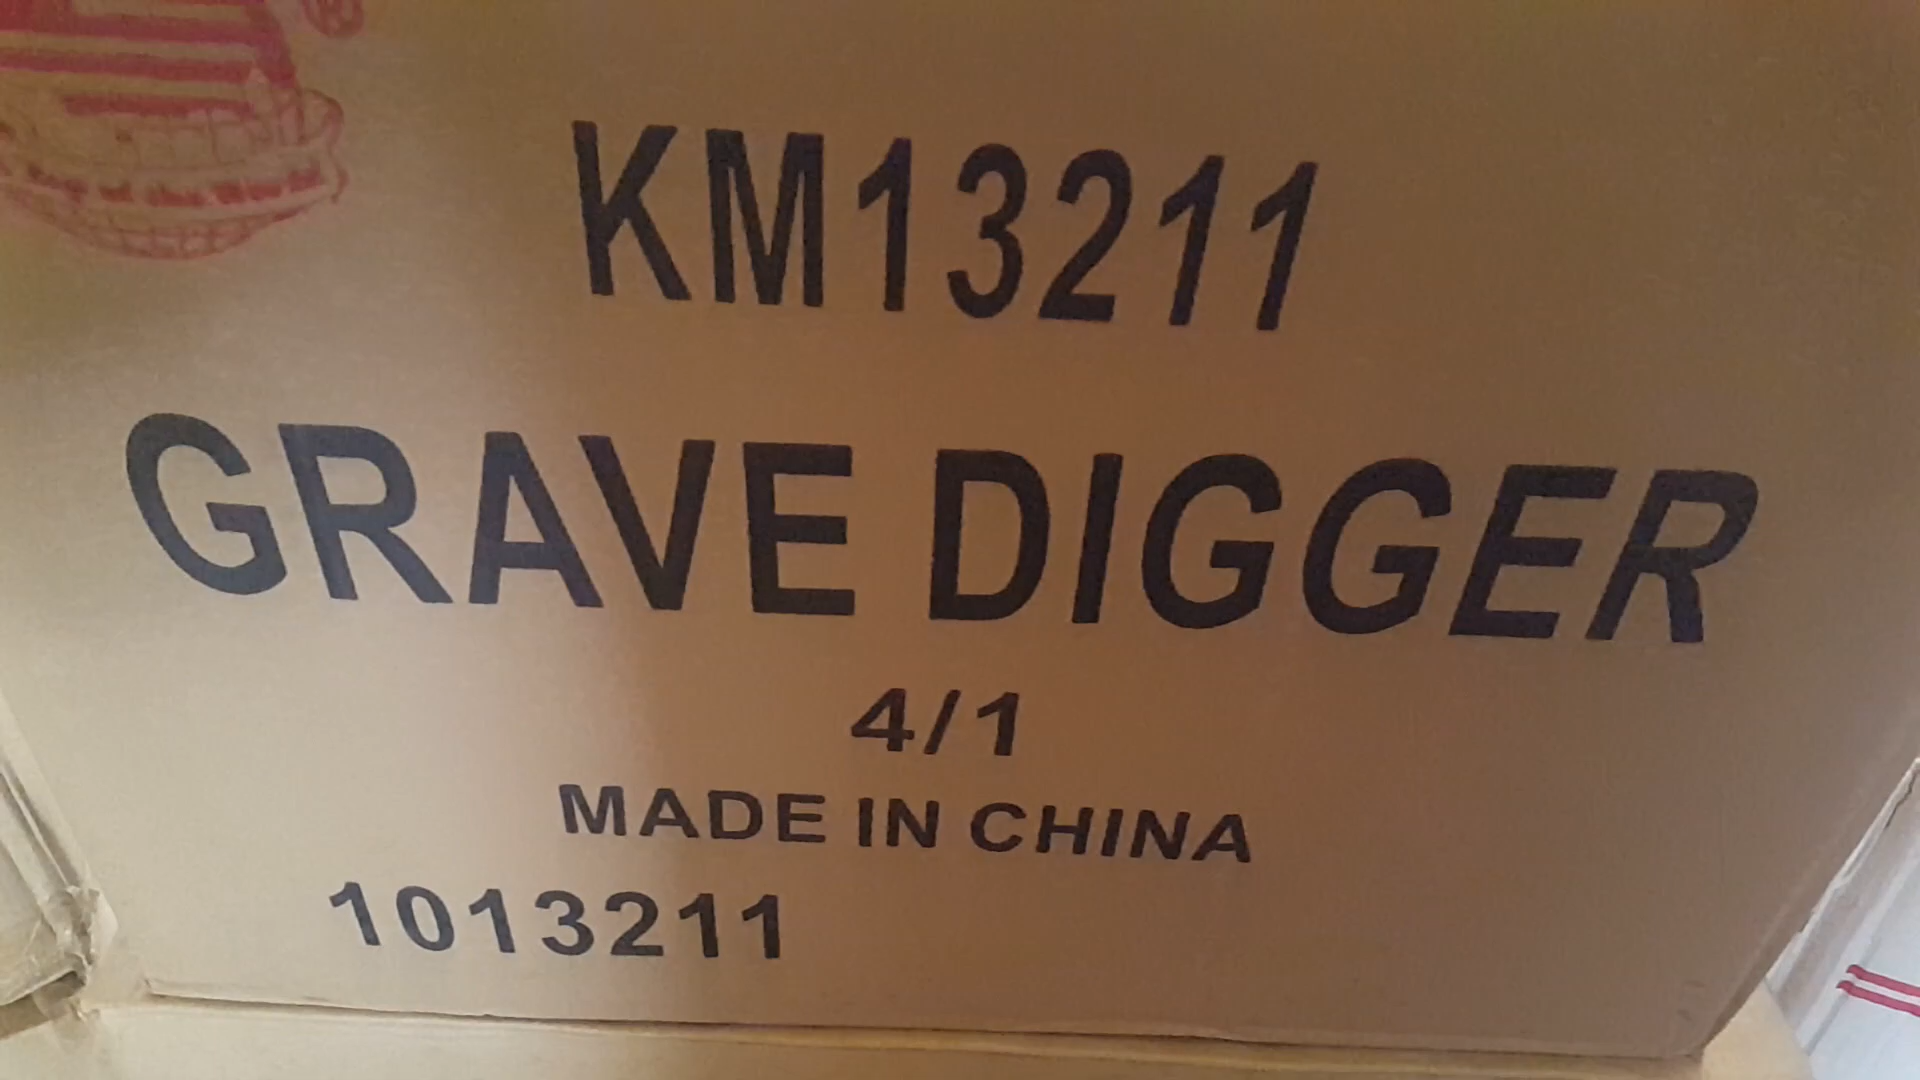 ®
KM13211
GRAVE DIGGER
4/1
MADE IN CHINA
1013211